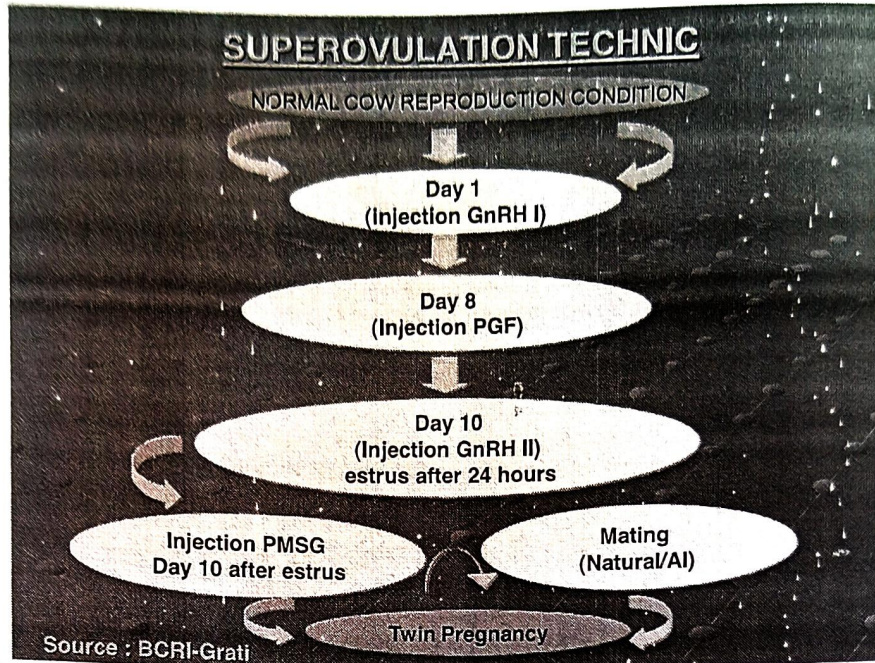 SUPEROVULATION TECHNIC
NORMAL COW REPRODUCTION CONDITION
Day 1
(Injection GnRH I)
Day 8
(Injection PGF)
Day 10
(Injection GnRH II)
estrus after 24 hours
Injection PMSG
Day 10 after estrus
Mating
(Natural/AI)
Twin Pregnancy
Source : BCRI-Grati